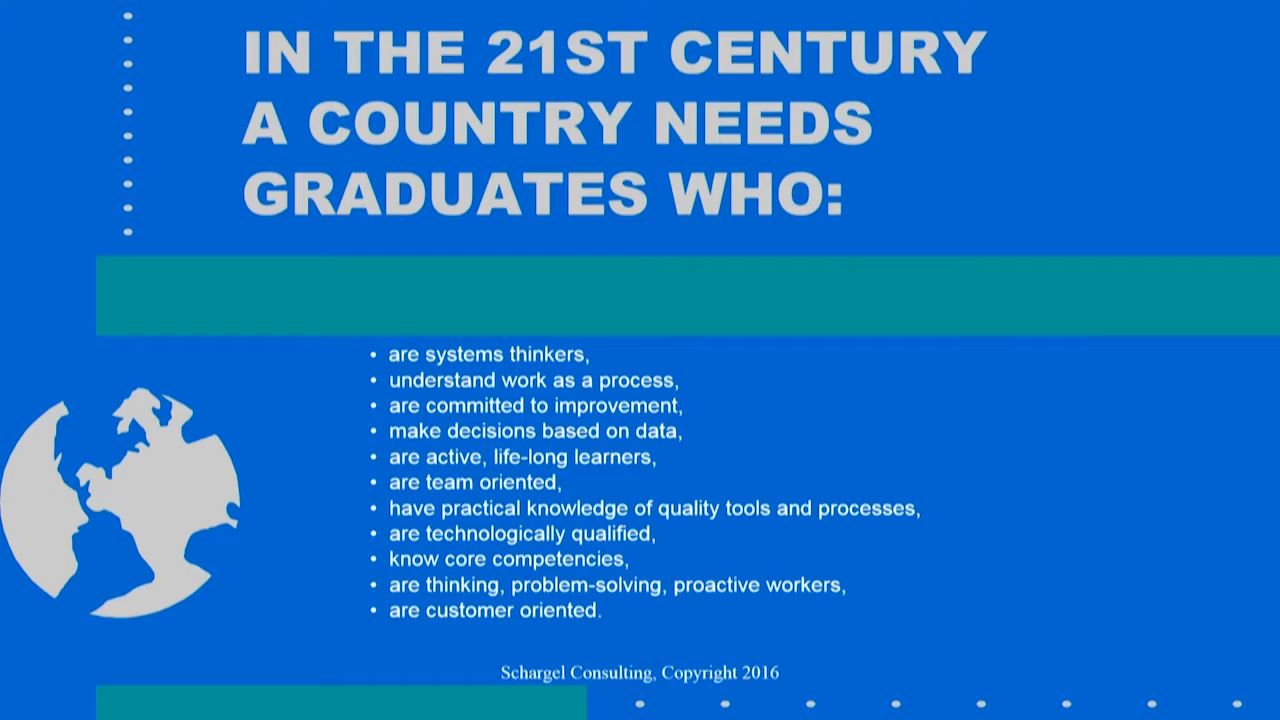 IN THE 21ST CENTURY
A COUNTRY NEEDS
GRADUATES WHO:
• are systems thinkers,
• understand work as a process,
• are committed to improvement,
• make decisions based on data,
• are active, life-long learners,
• are team oriented,
• have practical knowledge of quality tools and processes,
• are technologically qualified,
• know core competencies,
• are thinking, problem-solving, proactive workers,
• are customer oriented.
Schargel Consulting, Copyright 2016